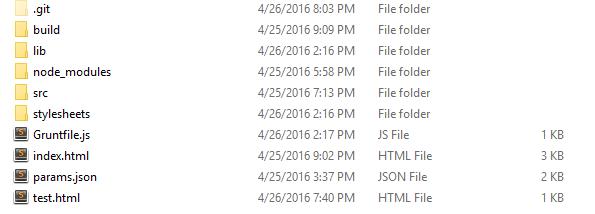 .git 4/26/2016 8:03 PM File folder
build 4/25/2016 9:09 PM File folder
lib 4/26/2016 2:16 PM File folder
node_modules 4/25/2016 5:58 PM File folder
src 4/25/2016 7:13 PM File folder
stylesheets 4/26/2016 2:16 PM File folder
Gruntfile.js 4/26/2016 2:17 PM JS File 1 KB
index.html 4/25/2016 9:02 PM HTML File 3 KB
params.json 4/25/2016 3:37 PM JSON File 2 KB
test.html 4/26/2016 7:40 PM HTML File 1 KB